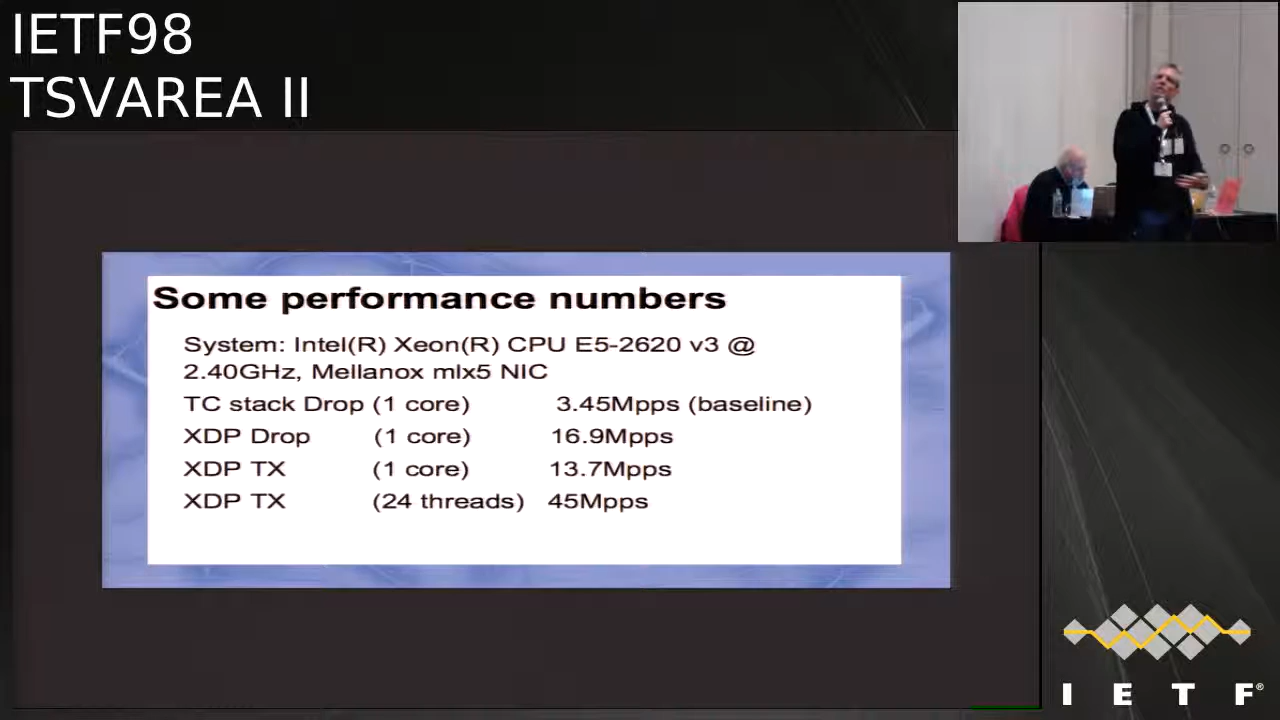 IETF98
TSVAREA II
Some performance numbers
System: Intel(R) Xeon(R) CPU E5-2620 v3 @
2.40GHz, Mellanox mlx5 NIC
TC stack Drop (1 core) 3.45Mpps (baseline)
XDP Drop (1 core) 16.9Mpps
XDP TX (1 core) 13.7Mpps
XDP TX (24 threads) 45Mpps
I E T F®